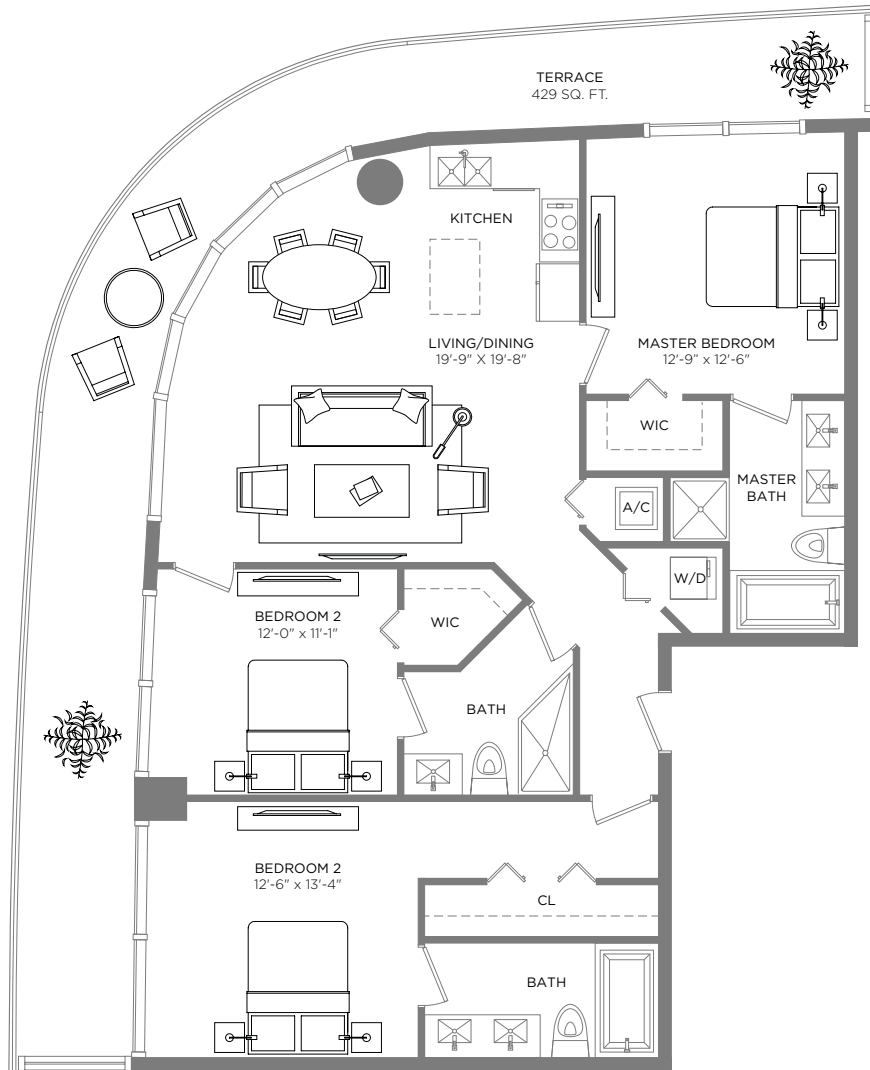 TERRACE
429 SQ. FT.
KITCHEN
LIVING/DINING
19'-9" X 19'-8"
MASTER BEDROOM
12'-9" x 12'-6"
WIC
MASTER
BATH
A/C
W/D
BEDROOM 2
12'-0" x 11'-1"
WIC
BATH
BEDROOM 2
12'-6" x 13'-4"
CL
BATH